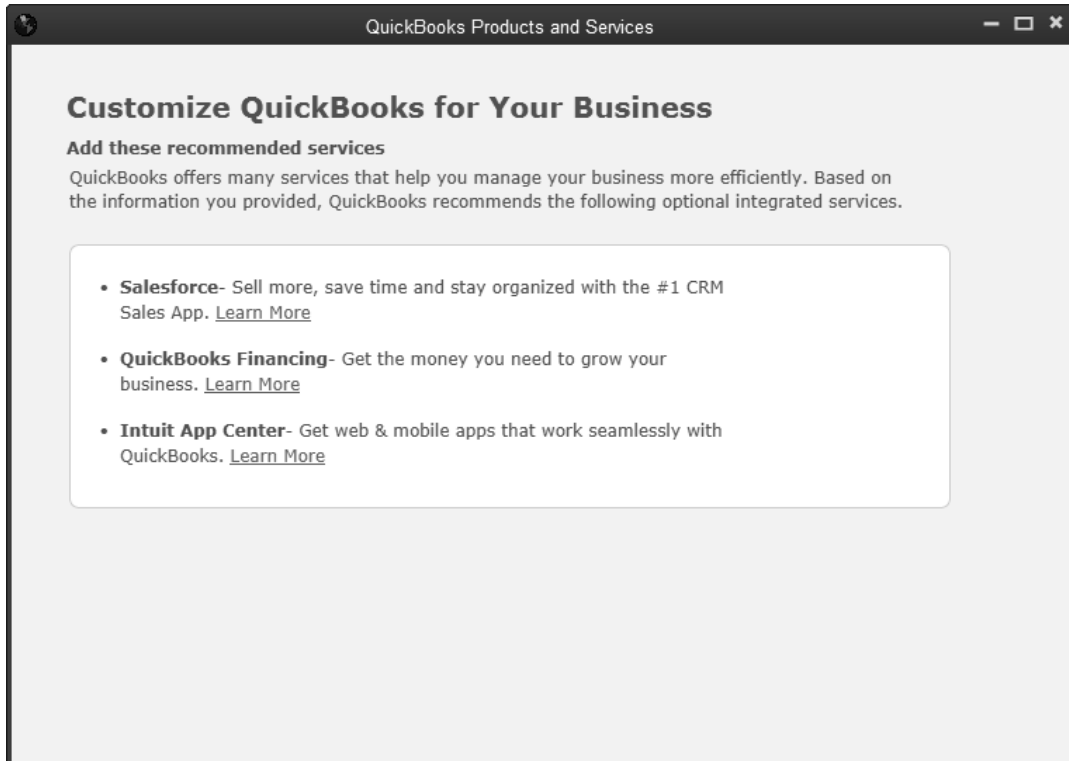 QuickBooks Products and Services
Customize QuickBooks for Your Business
Add these recommended services
QuickBooks offers many services that help you manage your business more efficiently. Based on
the information you provided, QuickBooks recommends the following optional integrated services.
• Salesforce- Sell more, save time and stay organized with the #1 CRM
Sales App. Learn More
• QuickBooks Financing- Get the money you need to grow your
business. Learn More
• Intuit App Center- Get web & mobile apps that work seamlessly with
QuickBooks. Learn More